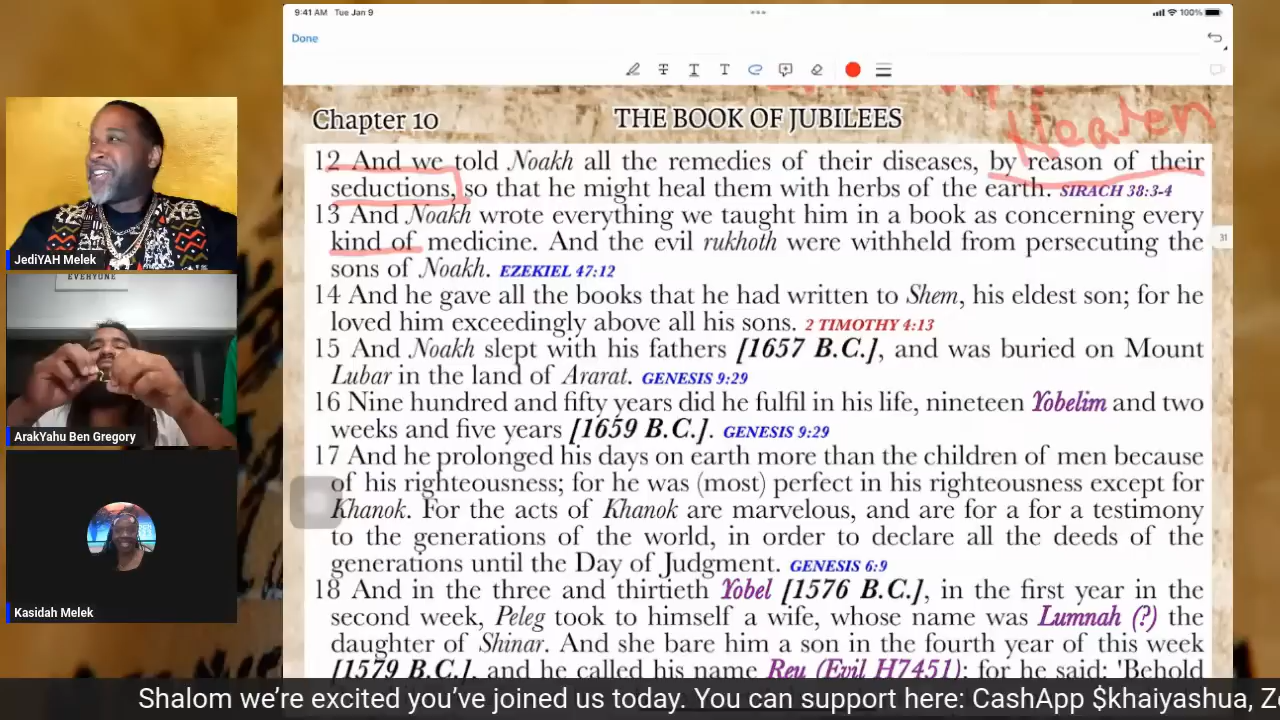 9:41 AM Tue Jan 9
100%
Done
Heaten
Chapter 10
THE BOOK OF JUBILEES
12 And we told Noakh all the remedies of their diseases, by reason of their
seductions, so that he might heal them with herbs of the earth. SIRACH 38:3-4
13 And Noakh wrote everything we taught him in a book as concerning every
kind of medicine. And the evil rukhoth were withheld from persecuting the
sons of Noakh. EZEKIEL 47:12
31
14 And he gave all the books that he had written to Shem, his eldest son; for he
loved him exceedingly above all his sons. 2 TIMOTHY 4:13
15 And Noakh slept with his fathers [1657 B.C.], and was buried on Mount
Lubar in the land of Ararat. GENESIS 9:29
16 Nine hundred and fifty years did he fulfil in his life, nineteen Yobelim and two
weeks and five years [1659 B.C.]. GENESIS 9:29
17 And he prolonged his days on earth more than the children of men because
of his righteousness; for he was (most) perfect in his righteousness except for
Khanok. For the acts of Khanok are marvelous, and are for a for a testimony
to the generations of the world, in order to declare all the deeds of the
generations until the Day of Judgment. GENESIS 6:9
18 And in the three and thirtieth Yobel [1576 B.C.], in the first year in the
second week, Peleg took to himself a wife, whose name was Lumnah (?) the
daughter of Shinar. And she bare him a son in the fourth year of this week
[1579 B.C.], and he called his name Reu (Evil H7451); for he said: 'Behold
JediYAH Melek
EVERYONE
ArakYahu Ben Gregory
Kasidah Melek
Shalom we're excited you've joined us today. You can support here: CashApp $khaiyashua, Z